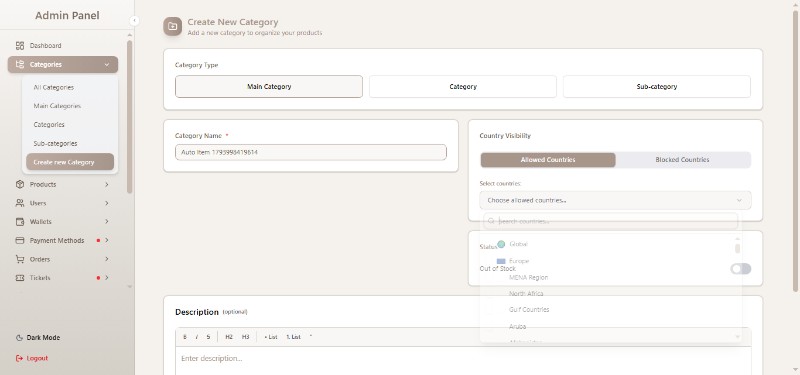 Admin Panel
Dashboard
Categories
All Categories
Main Categories
Categories
Sub-categories
Create new Category
Products
Users
Wallets
Payment Methods
Orders
Tickets
Dark Mode
Logout
Create New Category
Add a new category to organize your products
Category Type
Main Category
Category
Sub-category
Category Name *
Auto Item 1793998419614
Country Visibility
Allowed Countries
Blocked Countries
Select countries:
Choose allowed countries...
Search countries...
Status
Global
Europe
Out of Stock
MENA Region
North Africa
Gulf Countries
Aruba
Description (optional)
B I S H2 H3 • List 1. List "
Enter description...